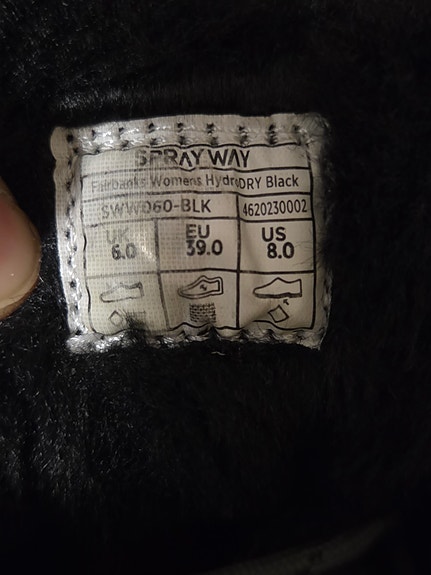 SPRAYWAY
Fairbanks Womens HydroDRY Black
SWW060-BLK 4620230002
UK EU US
6.0 39.0 8.0